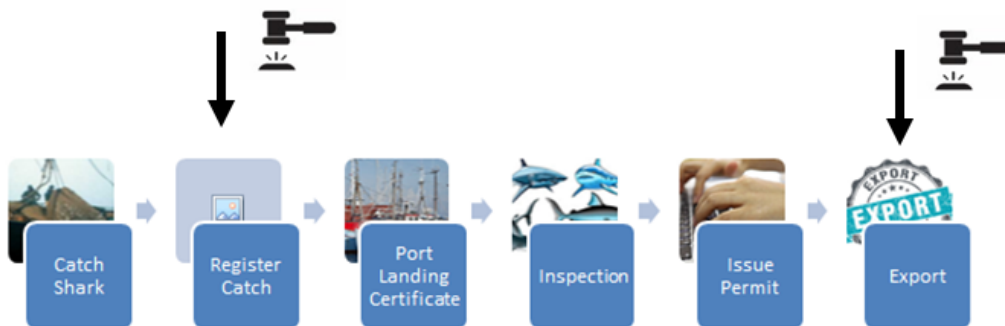 Catch
Shark
Register
Catch
Port
Landing
Certificate
Inspection
Issue
Permit
EXPORT
EXPORT
Export